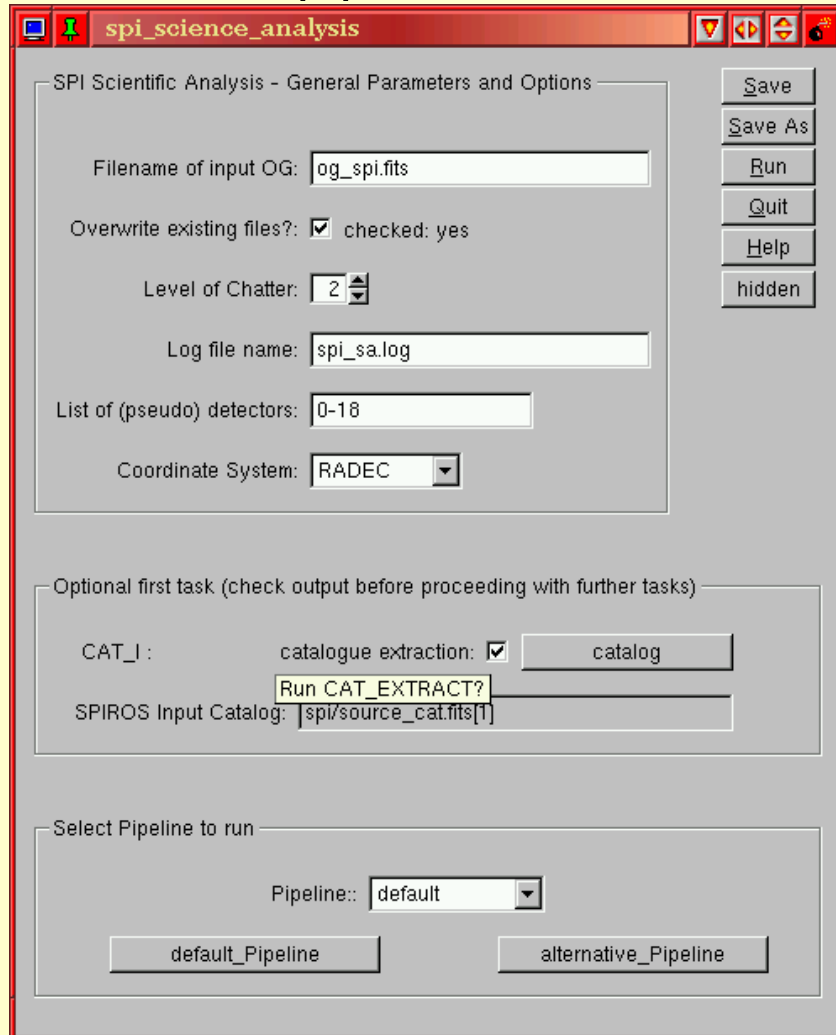 spi_science_analysis
SPI Scientific Analysis - General Parameters and Options
Save
Save As
Run
Quit
Help
hidden
Filename of input OG: og_spi.fits
Overwrite existing files?: checked: yes
Level of Chatter: 2
Log file name: spi_sa.log
List of (pseudo) detectors: 0-18
Coordinate System: RADEC
Optional first task (check output before proceeding with further tasks)
CAT_I : catalogue extraction: catalog
Run CAT_EXTRACT?
SPIROS Input Catalog: spi/source_cat.fits[1]
Select Pipeline to run
Pipeline:: default
default_Pipeline alternative_Pipeline